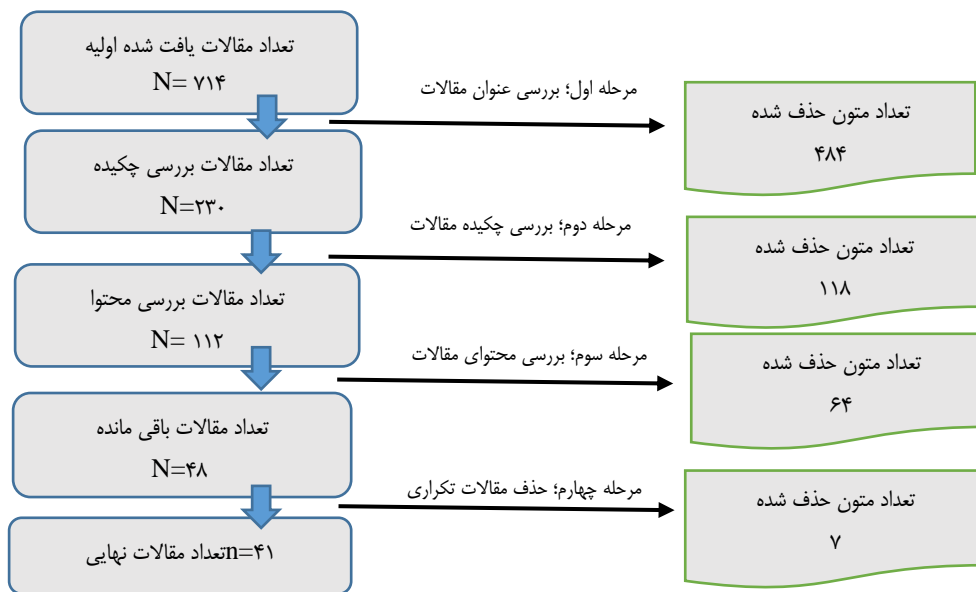 تعداد مقالات یافت شده اولیه
N= ۷۱۴
مرحله اول؛ بررسی عنوان مقالات
تعداد متون حذف شده
۴۸۴
تعداد مقالات بررسی چکیده
N=۲۳۰
مرحله دوم؛ بررسی چکیده مقالات
تعداد متون حذف شده
۱۱۸
تعداد مقالات بررسی محتوا
N= ۱۱۲
مرحله سوم؛ بررسی محتوای مقالات
تعداد متون حذف شده
۶۴
تعداد مقالات باقی مانده
N=۴۸
مرحله چهارم؛ حذف مقالات تکراری
تعداد متون حذف شده
۷
تعداد مقالات نهایی n=۴۱